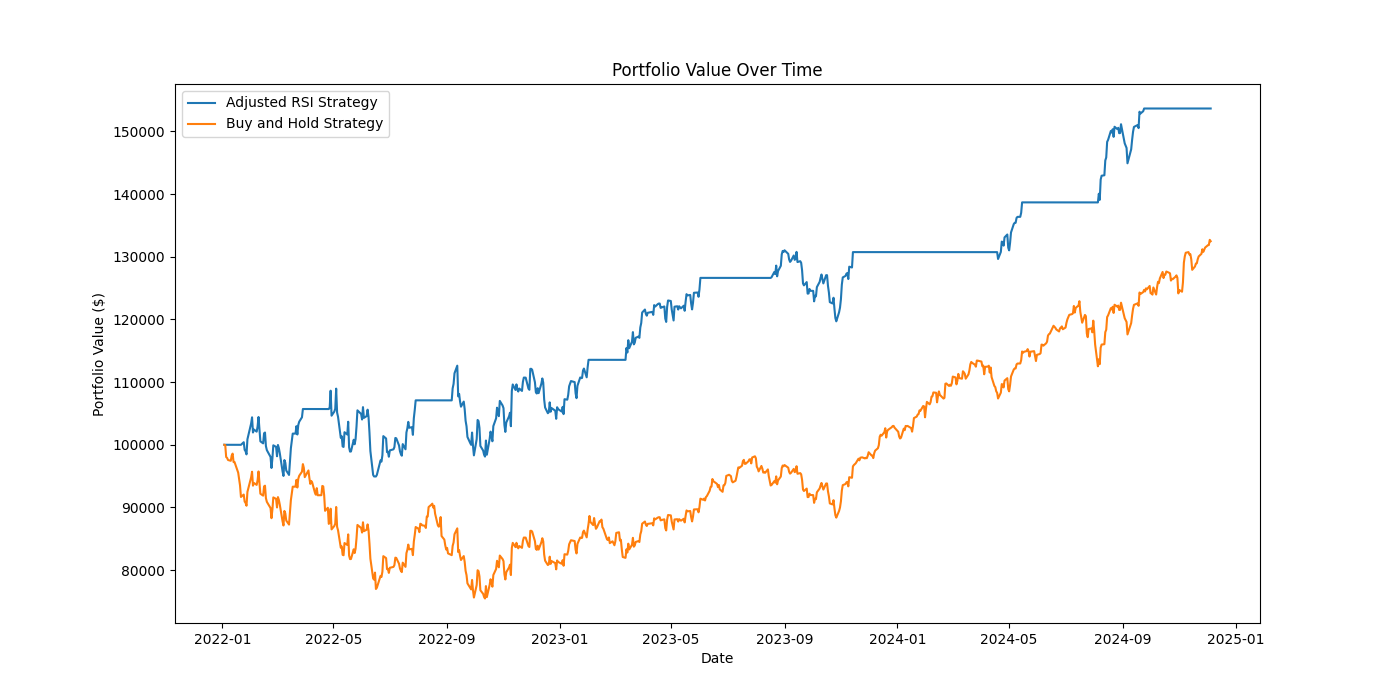 Portfolio Value Over Time
Adjusted RSI Strategy
Buy and Hold Strategy
Portfolio Value ($)
150000
140000
130000
120000
110000
100000
90000
80000
2022-01 2022-05 2022-09 2023-01 2023-05 2023-09 2024-01 2024-05 2024-09 2025-01
Date